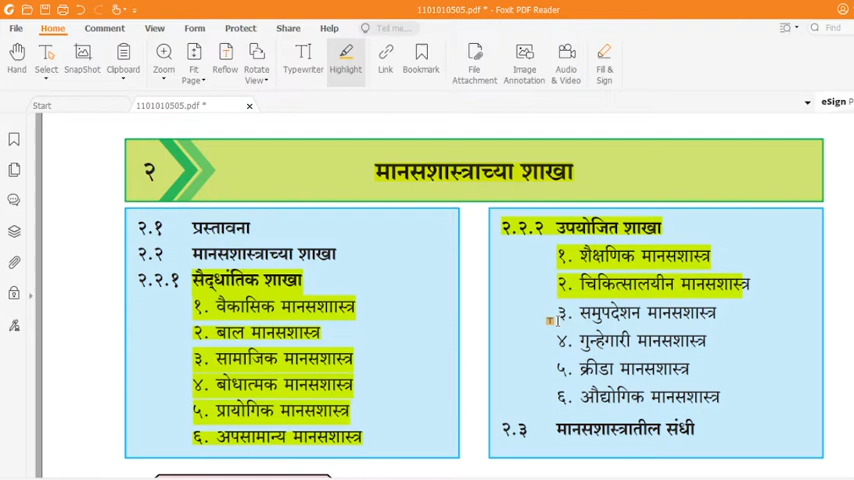 1101010505.pdf * - Foxit PDF Reader
File Home Comment View Form Protect Share Help Tell me... Find
Hand Select SnapShot Clipboard Zoom Fit Page Reflow Rotate View Typewriter Highlight Link Bookmark File Attachment Image Annotation Audio & Video Fill & Sign
Start 1101010505.pdf * eSign
२ मानसशास्त्राच्या शाखा
२.१ प्रस्तावना
२.२ मानसशास्त्राच्या शाखा
२.२.१ सैद्धांतिक शाखा
१. वैकासिक मानसशाास्त्र
२. बाल मानसशास्त्र
३. सामाजिक मानसशास्त्र
४. बोधात्मक मानसशास्त्र
५. प्रायोगिक मानसशास्त्र
६. अपसामान्य मानसशास्त्र
२.२.२ उपयोजित शाखा
१. शैक्षणिक मानसशास्त्र
२. चिकित्सालयीन मानसशास्त्र
३. समुपदेशन मानसशास्त्र
४. गुन्हेगारी मानसशास्त्र
५. क्रीडा मानसशास्त्र
६. औद्योगिक मानसशास्त्र
२.३ मानसशास्त्रातील संधी